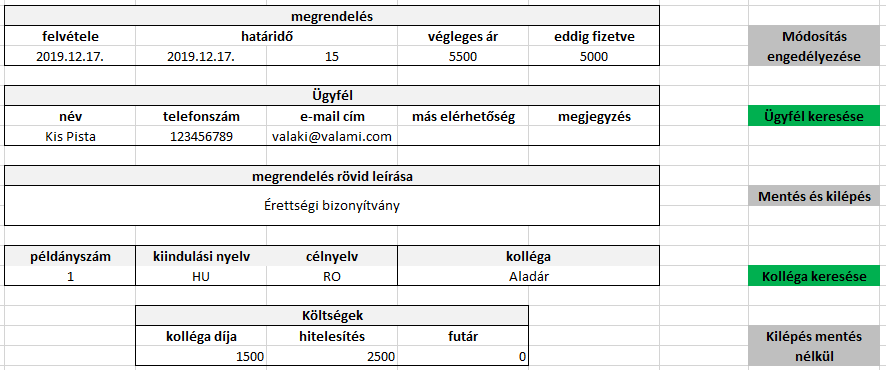 megrendelés
felvétele határidő végleges ár eddig fizetve
2019.12.17. 2019.12.17. 15 5500 5000
Módosítás
engedélyezése
Ügyfél
név telefonszám e-mail cím más elérhetőség megjegyzés
Kis Pista 123456789 valaki@valami.com
Ügyfél keresése
megrendelés rövid leírása
Érettségi bizonyítvány
Mentés és kilépés
példányszám kiindulási nyelv célnyelv kolléga
1 HU RO Aladár
Kolléga keresése
Költségek
kolléga díja hitelesítés futár
1500 2500 0
Kilépés mentés
nélkül